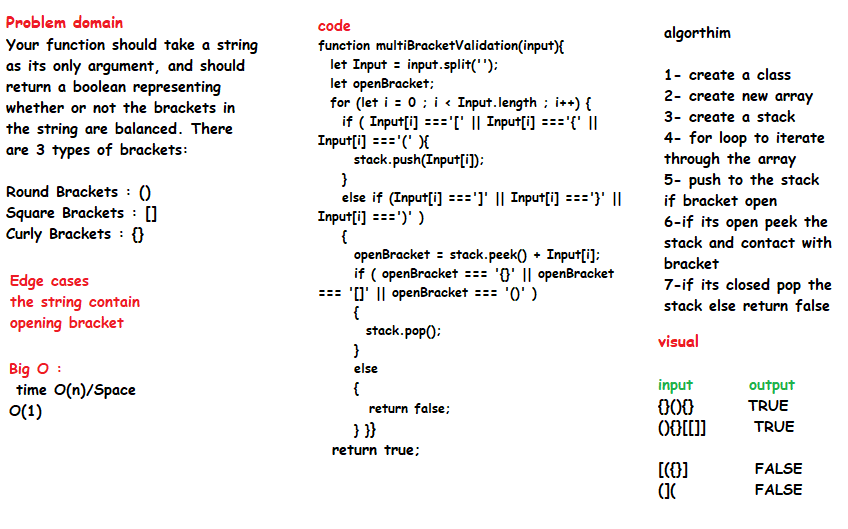 Problem domain
Your function should take a string
as its only argument, and should
return a boolean representing
whether or not the brackets in
the string are balanced. There
are 3 types of brackets:
Round Brackets : ()
Square Brackets : []
Curly Brackets : {}
Edge cases
the string contain
opening bracket
Big O :
time O(n)/Space
O(1)
code
function multiBracketValidation(input){
let Input = input.split('');
let openBracket;
for (let i = 0 ; i < Input.length ; i++) {
if ( Input[i] ==='[' || Input[i] ==='{' ||
Input[i] ==='(' ){
stack.push(Input[i]);
}
else if (Input[i] ===']' || Input[i] ==='}' ||
Input[i] ===')' )
{
openBracket = stack.peek() + Input[i];
if ( openBracket === '{}' || openBracket
=== '[]' || openBracket === '()' )
{
stack.pop();
}
else
{
return false;
} }}
return true;
algorthim
1- create a class
2- create new array
3- create a stack
4- for loop to iterate
through the array
5- push to the stack
if bracket open
6-if its open peek the
stack and contact with
bracket
7-if its closed pop the
stack else return false
visual
input output
{}(){} TRUE
(){}[[]] TRUE
[({}] FALSE
(]( FALSE